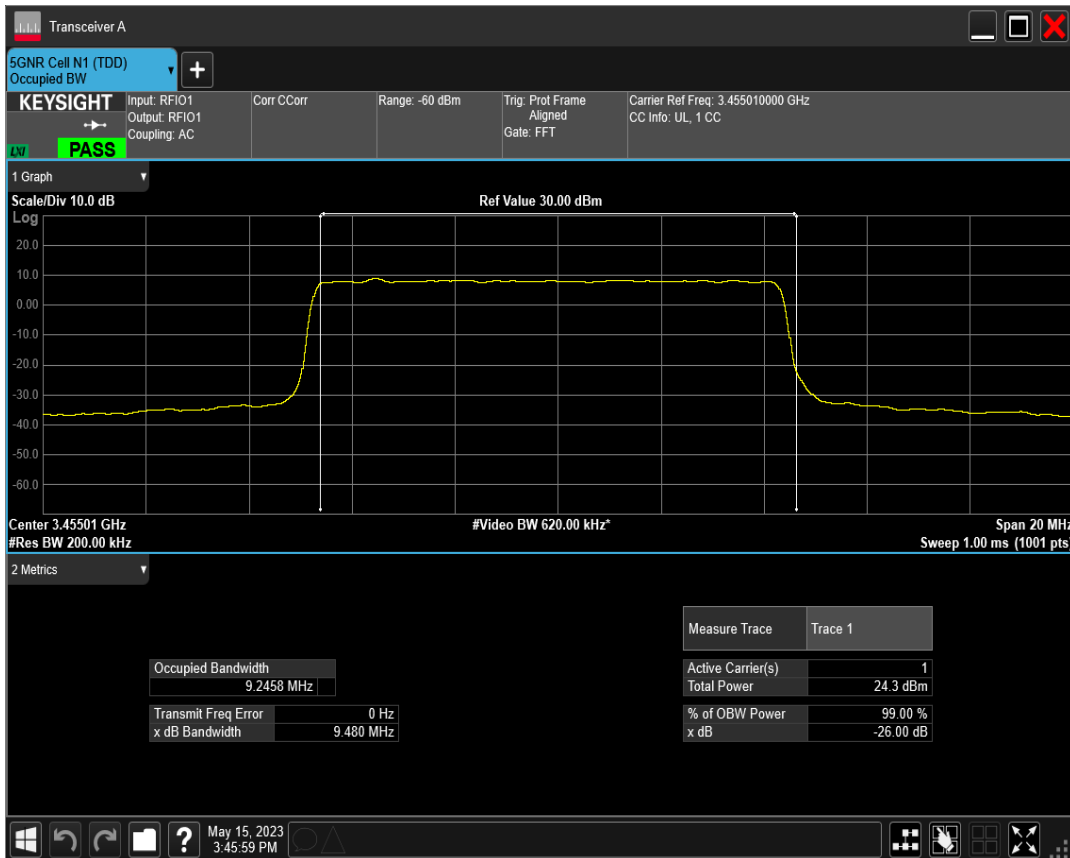 Transceiver A
5GNR Cell N1 (TDD)
Occupied BW
+
KEYSIGHT
LXI
PASS
Input: RFIO1
Output: RFIO1
Coupling: AC
Corr CCorr
Range: -60 dBm
Trig: Prot Frame
Aligned
Gate: FFT
Carrier Ref Freq: 3.455010000 GHz
CC Info: UL, 1 CC
1 Graph
Scale/Div 10.0 dB
Ref Value 30.00 dBm
Log
20.0
10.0
0.00
-10.0
-20.0
-30.0
-40.0
-50.0
-60.0
Center 3.45501 GHz
#Video BW 620.00 kHz*
Span 20 MHz
#Res BW 200.00 kHz
Sweep 1.00 ms (1001 pts)
2 Metrics
Measure Trace Trace 1
Occupied Bandwidth
9.2458 MHz
Transmit Freq Error 0 Hz
x dB Bandwidth 9.480 MHz
Active Carrier(s) 1
Total Power 24.3 dBm
% of OBW Power 99.00 %
x dB -26.00 dB
?
May 15, 2023
3:45:59 PM